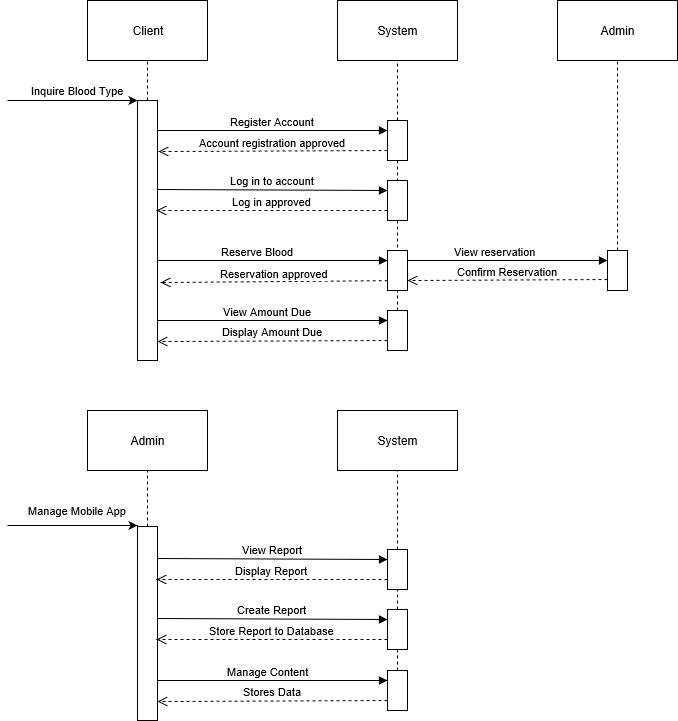 Client
System
Admin
Inquire Blood Type
Register Account
Account registration approved
Log in to account
Log in approved
Reserve Blood
View reservation
Reservation approved
Confirm Reservation
View Amount Due
Display Amount Due
Admin
System
Manage Mobile App
View Report
Display Report
Create Report
Store Report to Database
Manage Content
Stores Data